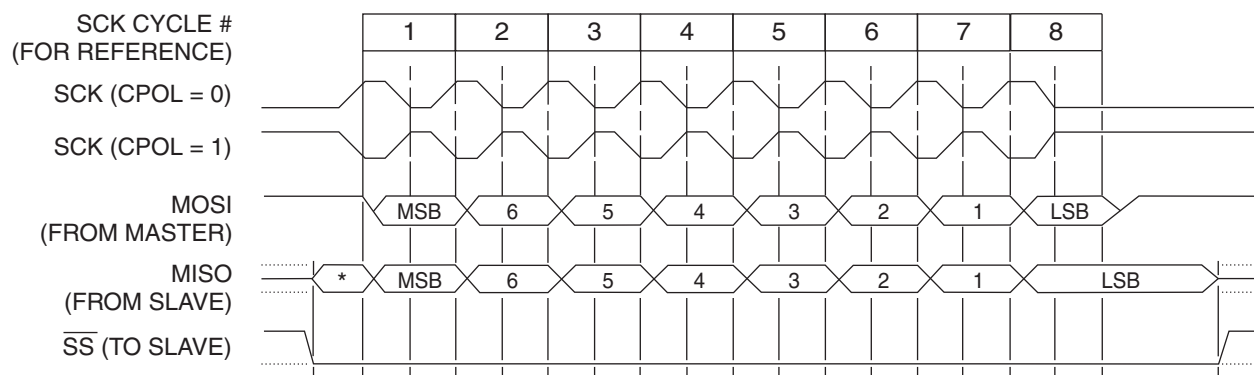 SCK CYCLE #
(FOR REFERENCE)
1 2 3 4 5 6 7 8
SCK (CPOL = 0)
SCK (CPOL = 1)
MOSI
(FROM MASTER)
MSB 6 5 4 3 2 1 LSB
MISO
(FROM SLAVE)
* MSB 6 5 4 3 2 1 LSB
S̅S̅ (TO SLAVE)